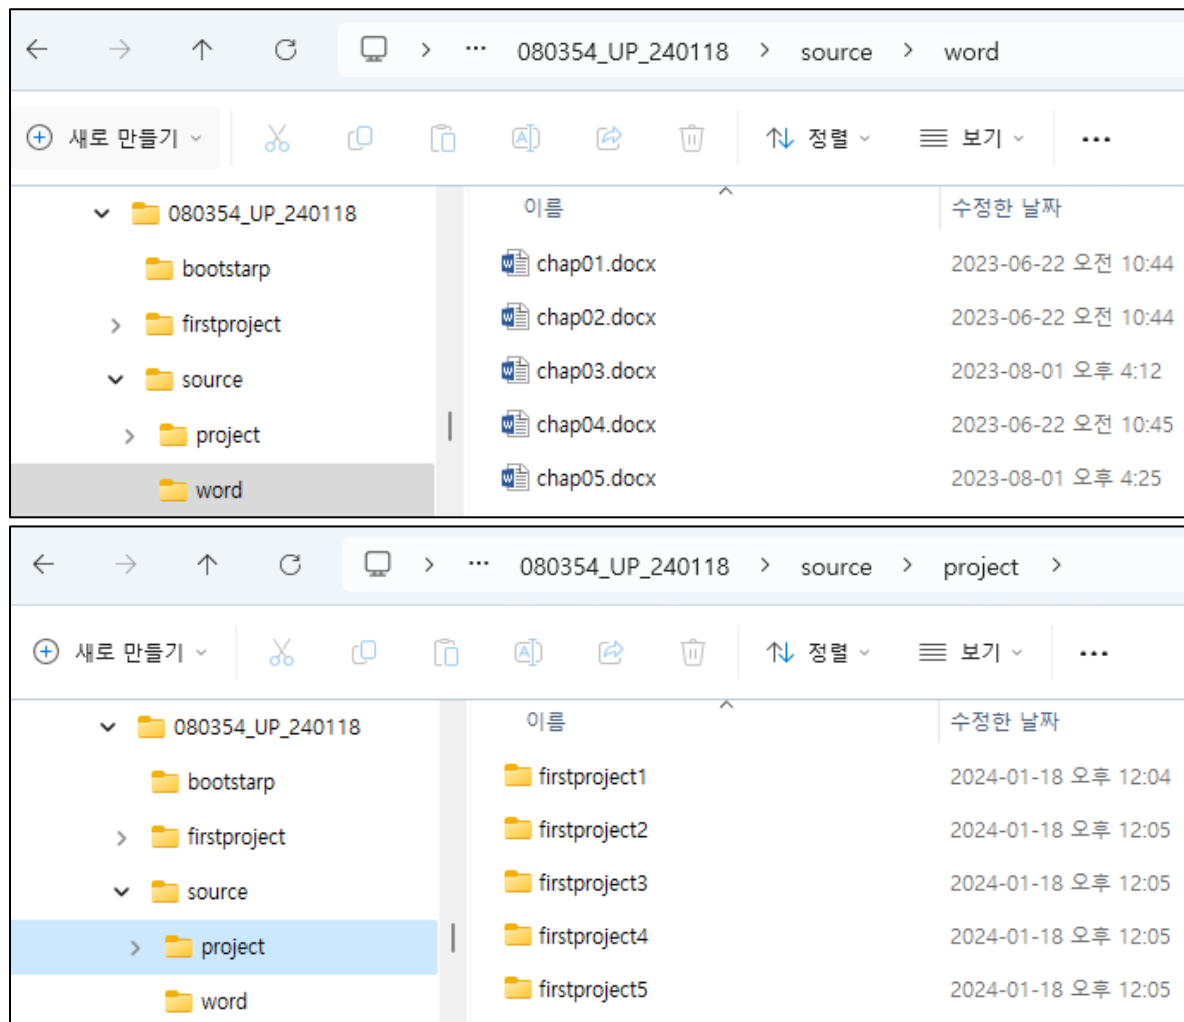 080354_UP_240118 > source > word
새로 만들기 정렬 보기
080354_UP_240118
bootstarp
firstproject
source
project
word
이름 수정한 날짜
chap01.docx 2023-06-22 오전 10:44
chap02.docx 2023-06-22 오전 10:44
chap03.docx 2023-08-01 오후 4:12
chap04.docx 2023-06-22 오전 10:45
chap05.docx 2023-08-01 오후 4:25
080354_UP_240118 > source > project >
새로 만들기 정렬 보기
080354_UP_240118
bootstarp
firstproject
source
project
word
이름 수정한 날짜
firstproject1 2024-01-18 오후 12:04
firstproject2 2024-01-18 오후 12:05
firstproject3 2024-01-18 오후 12:05
firstproject4 2024-01-18 오후 12:05
firstproject5 2024-01-18 오후 12:05